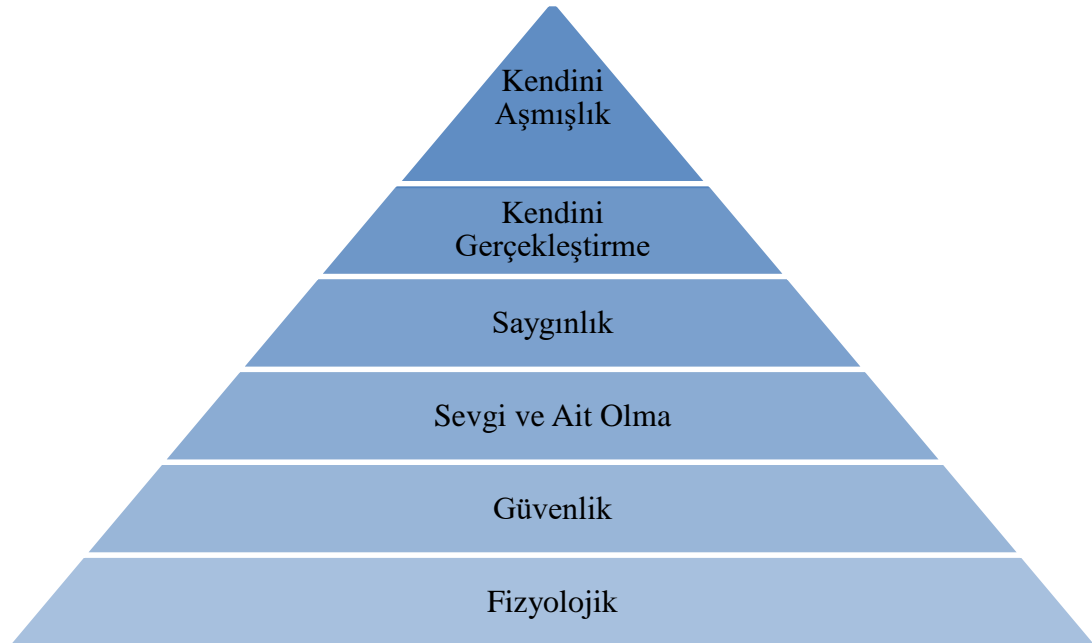 Kendini
Aşmışlık
Kendini
Gerçekleştirme
Saygınlık
Sevgi ve Ait Olma
Güvenlik
Fizyolojik